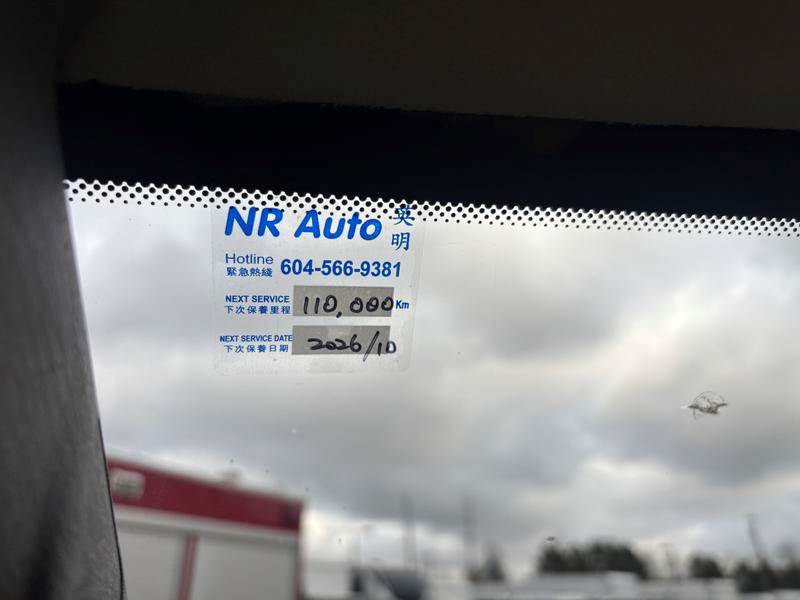 NR Auto 英明
Hotline
緊急熱綫 604-566-9381
NEXT SERVICE
下次保養里程 110,000 Km
NEXT SERVICE DATE
下次保養日期 2026/10